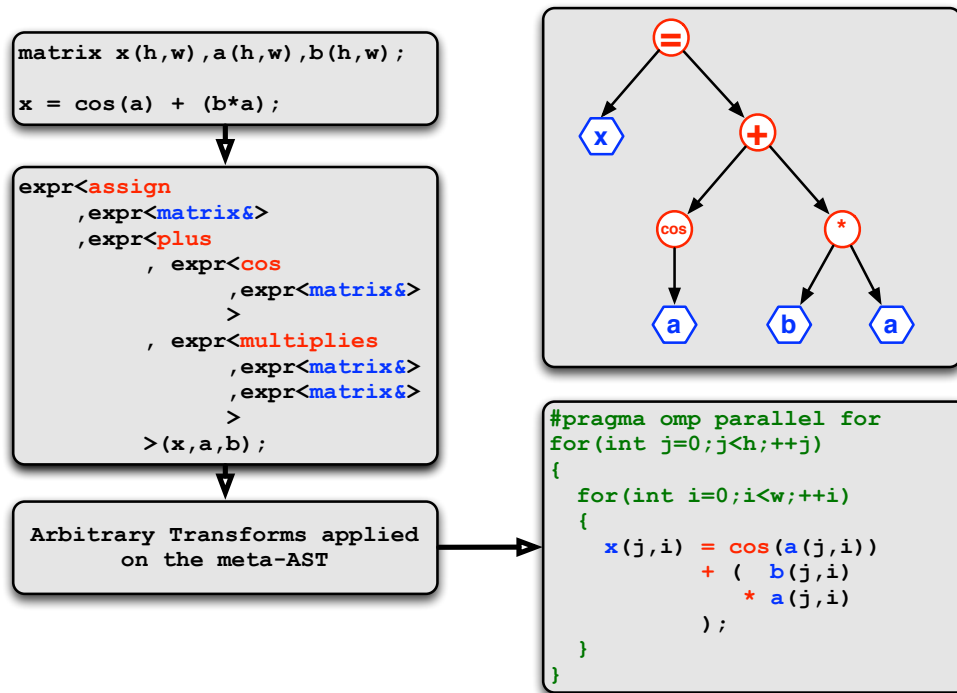 matrix x(h,w),a(h,w),b(h,w);
x = cos(a) + (b*a);
expr<assign
,expr<matrix&>
,expr<plus
, expr<cos
,expr<matrix&>
>
, expr<multiplies
,expr<matrix&>
,expr<matrix&>
>
>(x,a,b);
Arbitrary Transforms applied
on the meta-AST
=
x
+
cos
*
a
b
a
#pragma omp parallel for
for(int j=0;j<h;++j)
{
for(int i=0;i<w;++i)
{
x(j,i) = cos(a(j,i))
+ ( b(j,i)
* a(j,i)
);
}
}